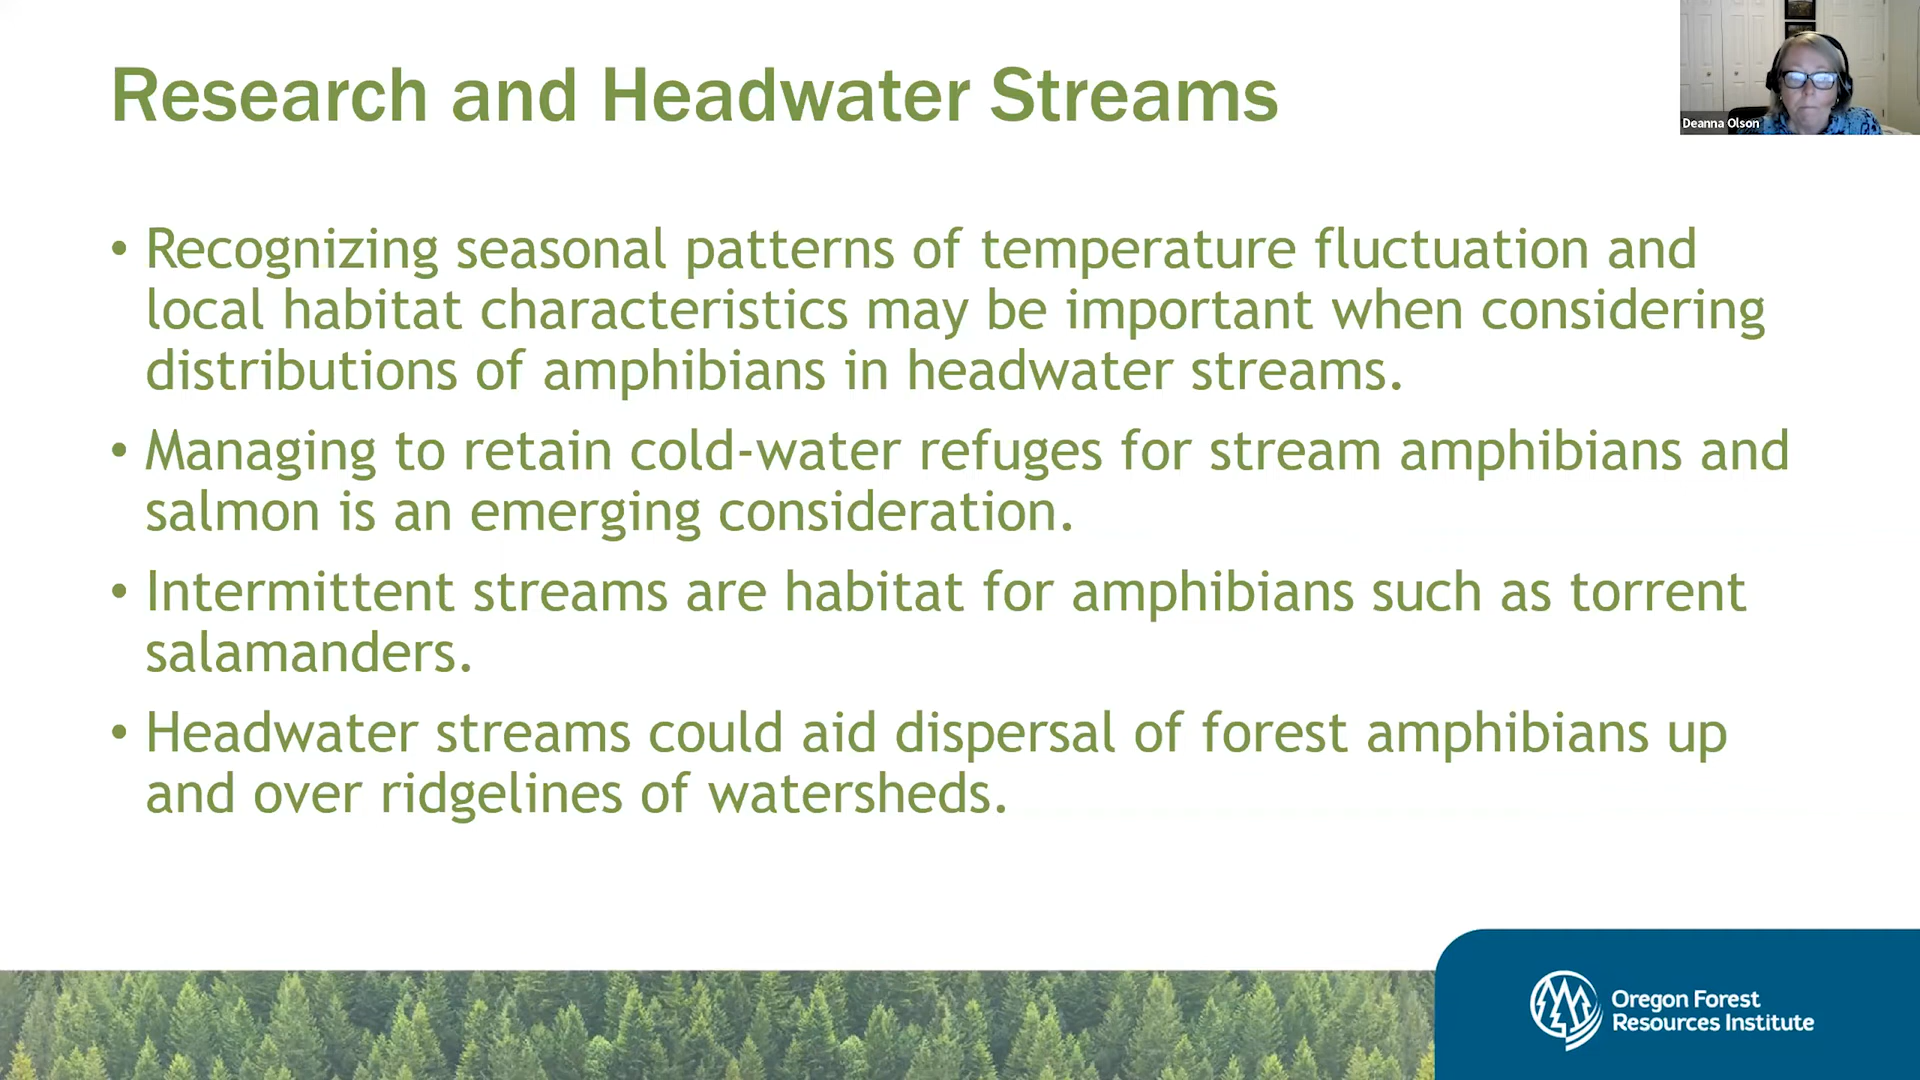 Research and Headwater Streams
Deanna Olson
• Recognizing seasonal patterns of temperature fluctuation and
local habitat characteristics may be important when considering
distributions of amphibians in headwater streams.
• Managing to retain cold-water refuges for stream amphibians and
salmon is an emerging consideration.
• Intermittent streams are habitat for amphibians such as torrent
salamanders.
• Headwater streams could aid dispersal of forest amphibians up
and over ridgelines of watersheds.
Oregon Forest
Resources Institute